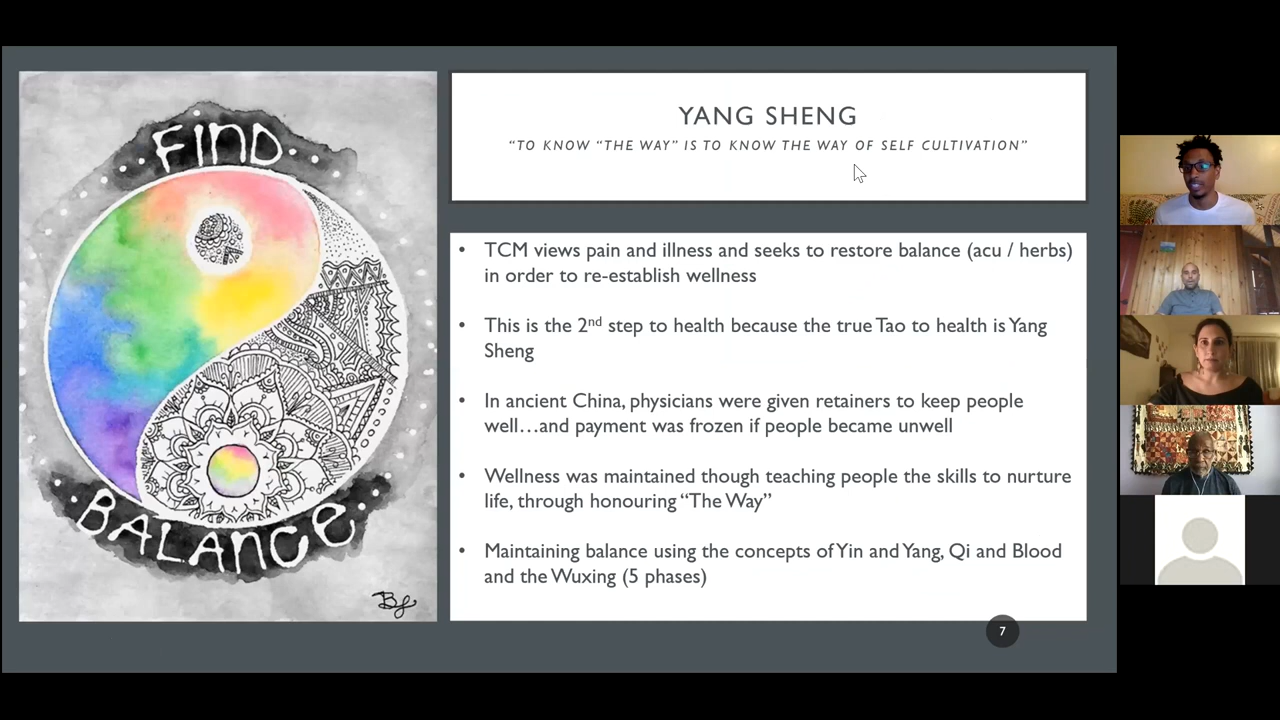 FIND
BALANCE
BJ
YANG SHENG
“TO KNOW “THE WAY” IS TO KNOW THE WAY OF SELF CULTIVATION”
• TCM views pain and illness and seeks to restore balance (acu / herbs)
in order to re-establish wellness
• This is the 2nd step to health because the true Tao to health is Yang
Sheng
• In ancient China, physicians were given retainers to keep people
well…and payment was frozen if people became unwell
• Wellness was maintained though teaching people the skills to nurture
life, through honouring “The Way”
• Maintaining balance using the concepts of Yin and Yang, Qi and Blood
and the Wuxing (5 phases)
7